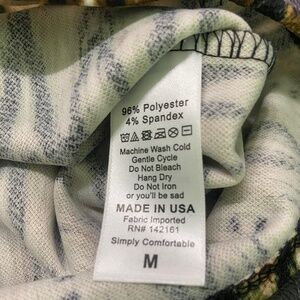 96% Polyester
4% Spandex
Machine Wash Cold
Gentle Cycle
Do Not Bleach
Hang Dry
Do Not Iron
or you'll be sad
MADE IN USA
Fabric Imported
RN# 142161
Simply Comfortable
M